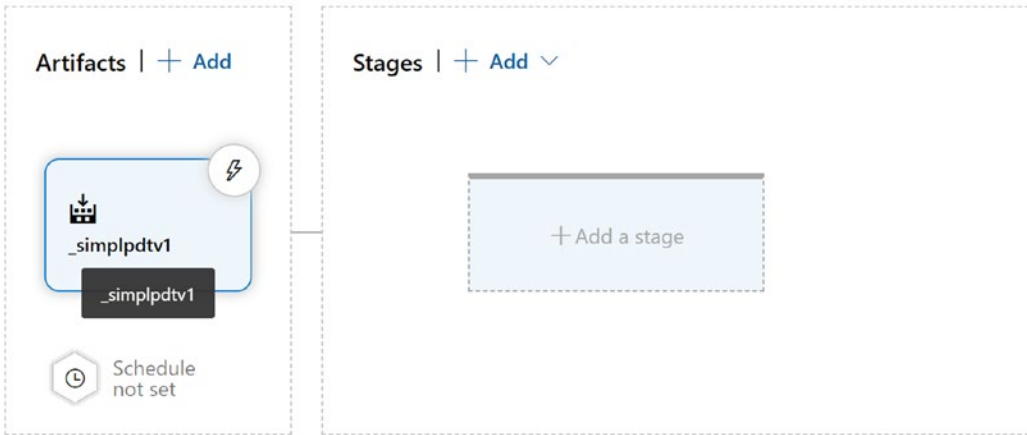 Artifacts | + Add
Stages | + Add
_simplpdtv1
_simplpdtv1
+ Add a stage
Schedule
not set